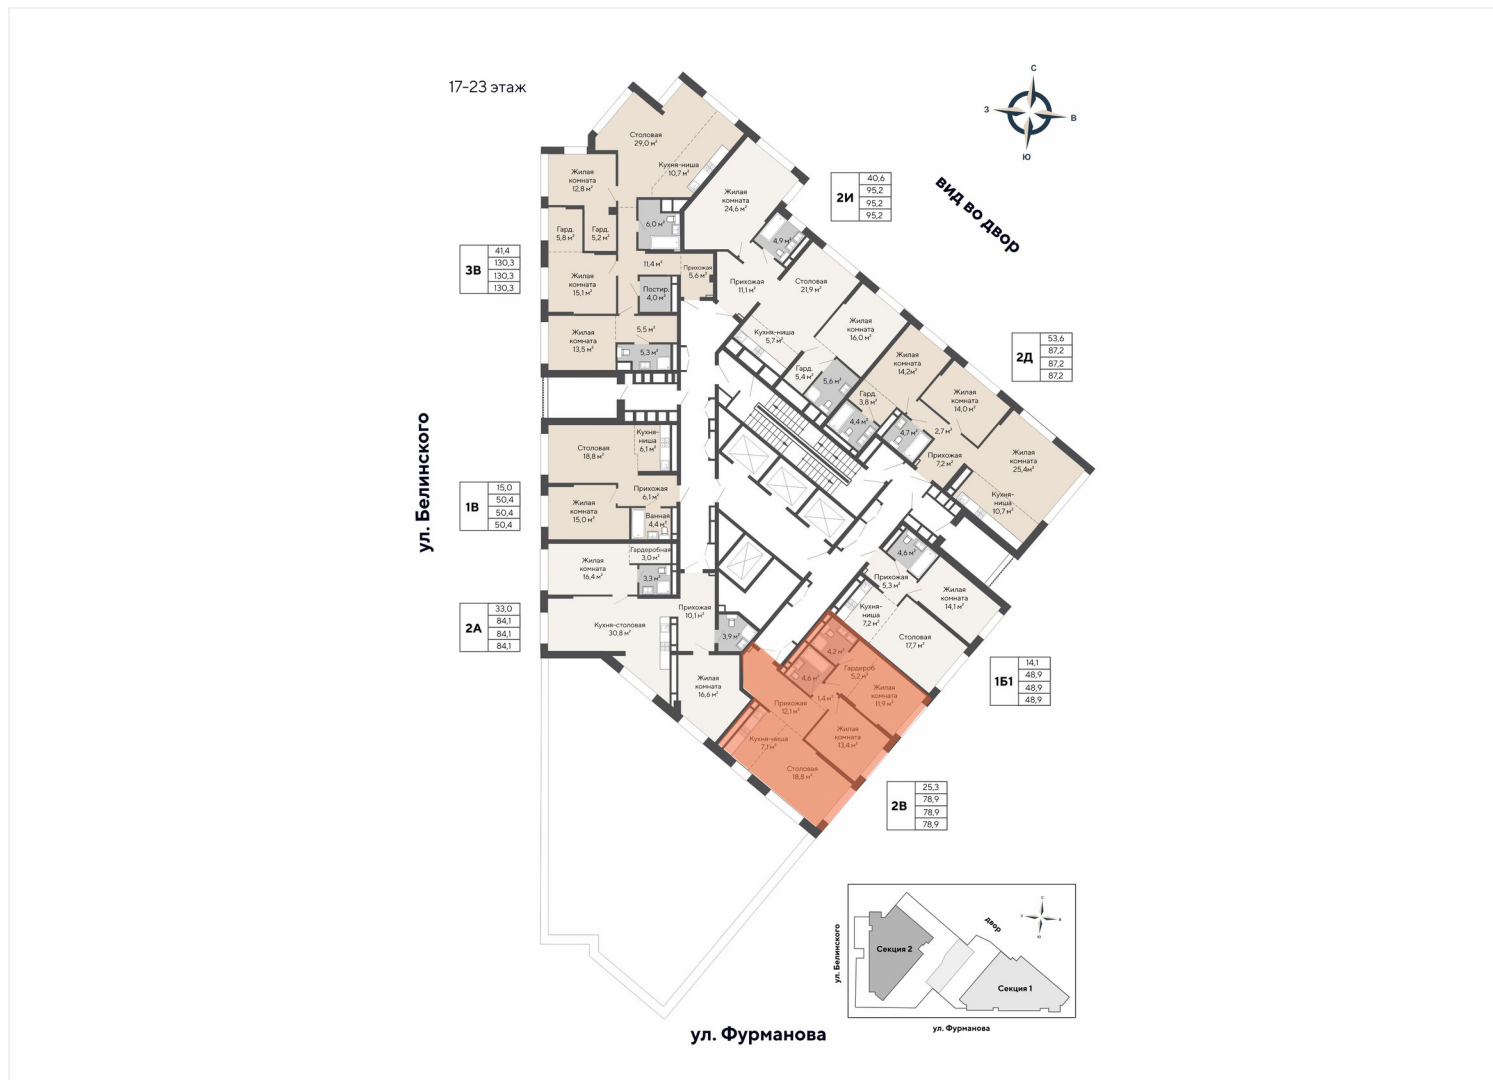 17-23 этаж
С
З
В
Ю
вид во двор
ул. Белинского
ул. Фурманова
Столовая
29,0 м²
Кухня-ниша
10,7 м²
Жилая
комната
12,8 м²
Гард.
5,8 м²
Гард.
5,2 м²
6,0 м²
11,4 м²
Прихожая
5,6 м²
Жилая
комната
15,1 м²
Постир.
4,0 м²
5,5 м²
Жилая
комната
13,5 м²
5,3 м²
3В
41,4
130,3
130,3
130,3
Жилая
комната
24,6 м²
4,9 м²
Прихожая
11,1 м²
Столовая
21,9 м²
Кухня-ниша
5,7 м²
Жилая
комната
16,0 м²
Гард.
5,4 м²
5,6 м²
2И
40,6
95,2
95,2
95,2
Жилая
комната
14,2м²
Гард.
3,8 м²
4,4 м²
4,7 м²
2,7 м²
Жилая
комната
14,0 м²
Прихожая
7,2 м²
Жилая
комната
25,4м²
Кухня-
ниша
10,7 м²
2Д
53,6
87,2
87,2
87,2
Столовая
18,8 м²
Кухня-
ниша
6,1 м²
Прихожая
6,1 м²
Жилая
комната
15,0 м²
Ванная
4,4 м²
1В
15,0
50,4
50,4
50,4
Гардеробная
3,0 м²
Жилая
комната
16,4 м²
3,3 м²
Кухня-столовая
30,8 м²
Прихожая
10,1 м²
3,9 м²
Жилая
комната
16,6 м²
2А
33,0
84,1
84,1
84,1
4,6 м²
Прихожая
5,3 м²
Жилая
комната
14,1 м²
Кухня-
ниша
7,2 м²
Столовая
17,7 м²
1Б1
14,1
48,9
48,9
48,9
4,2 м²
Гардероб
5,2 м²
4,6 м²
1,4 м²
Жилая
комната
11,9 м²
Прихожая
12,1 м²
Жилая
комната
13,4 м²
Кухня-ниша
7,1 м²
Столовая
18,8 м²
2В
25,3
78,9
78,9
78,9
ул. Белинского
Секция 2
двор
Секция 1
ул. Фурманова